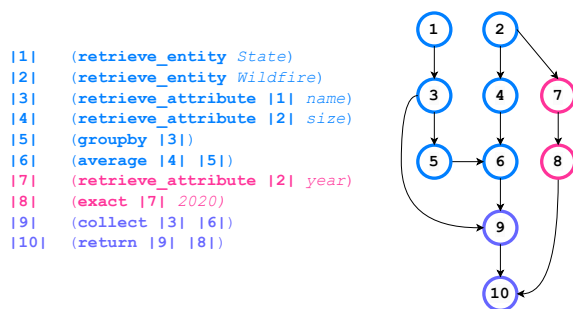 |1| (retrieve_entity State)
|2| (retrieve_entity Wildfire)
|3| (retrieve_attribute |1| name)
|4| (retrieve_attribute |2| size)
|5| (groupby |3|)
|6| (average |4| |5|)
|7| (retrieve_attribute |2| year)
|8| (exact |7| 2020)
|9| (collect |3| |6|)
|10| (return |9| |8|)
1 2
3 4 7
5 6 8
9
10